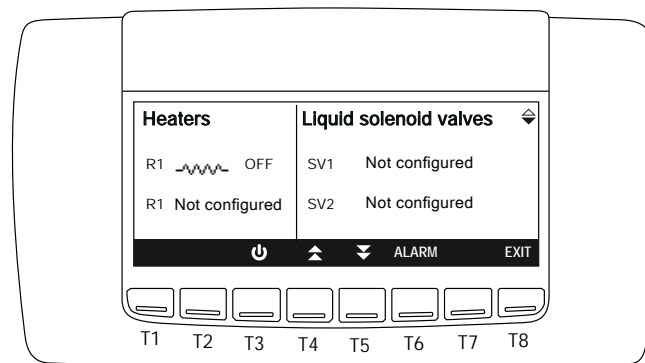 Heaters
R1 OFF
R1 Not configured
Liquid solenoid valves
SV1 Not configured
SV2 Not configured
ALARM EXIT
T1 T2 T3 T4 T5 T6 T7 T8